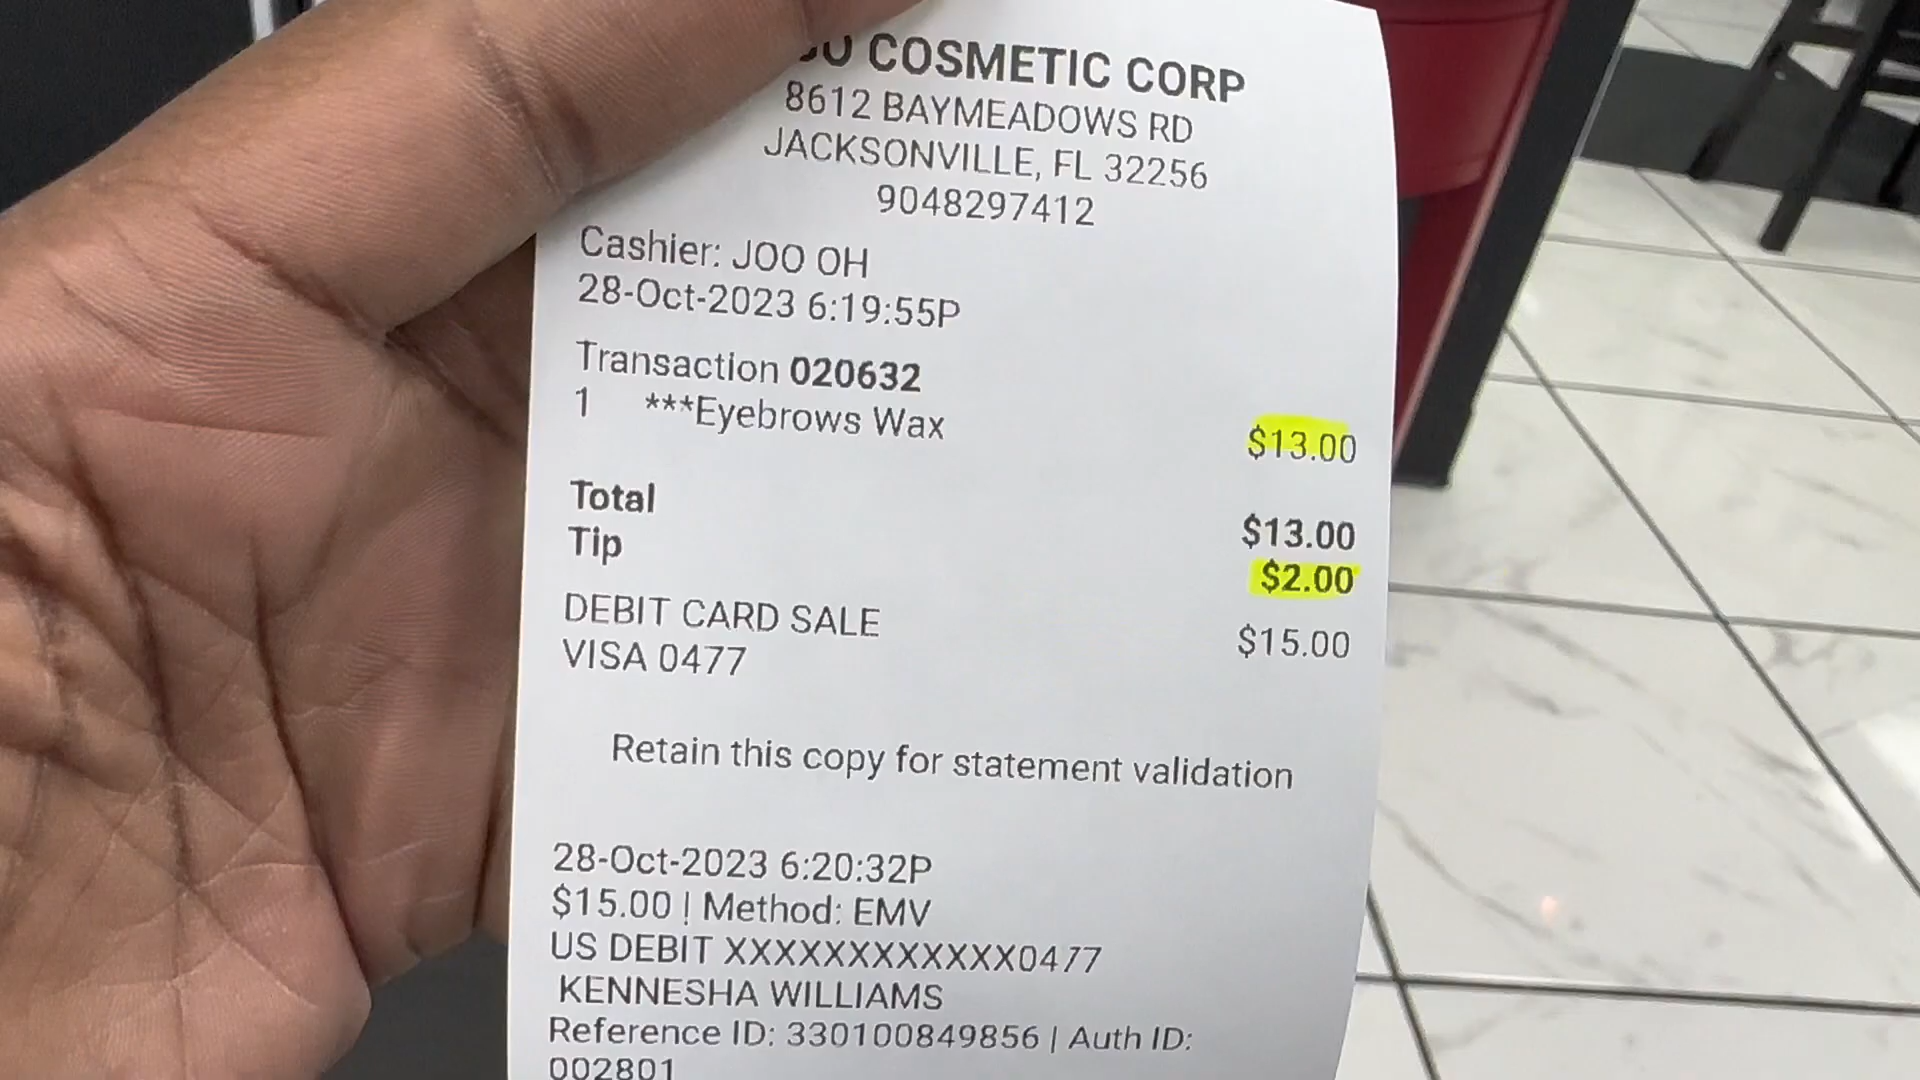 COSMETIC CORP
8612 BAYMEADOWS RD
JACKSONVILLE, FL 32256
9048297412
Cashier: JOO OH
28-Oct-2023 6:19:55P
Transaction 020632
1 ***Eyebrows Wax $13.00
Total $13.00
Tip $2.00
DEBIT CARD SALE $15.00
VISA 0477
Retain this copy for statement validation
28-Oct-2023 6:20:32P
$15.00 | Method: EMV
US DEBIT XXXXXXXXXXXX0477
KENNESHA WILLIAMS
Reference ID: 330100849856 | Auth ID:
002801